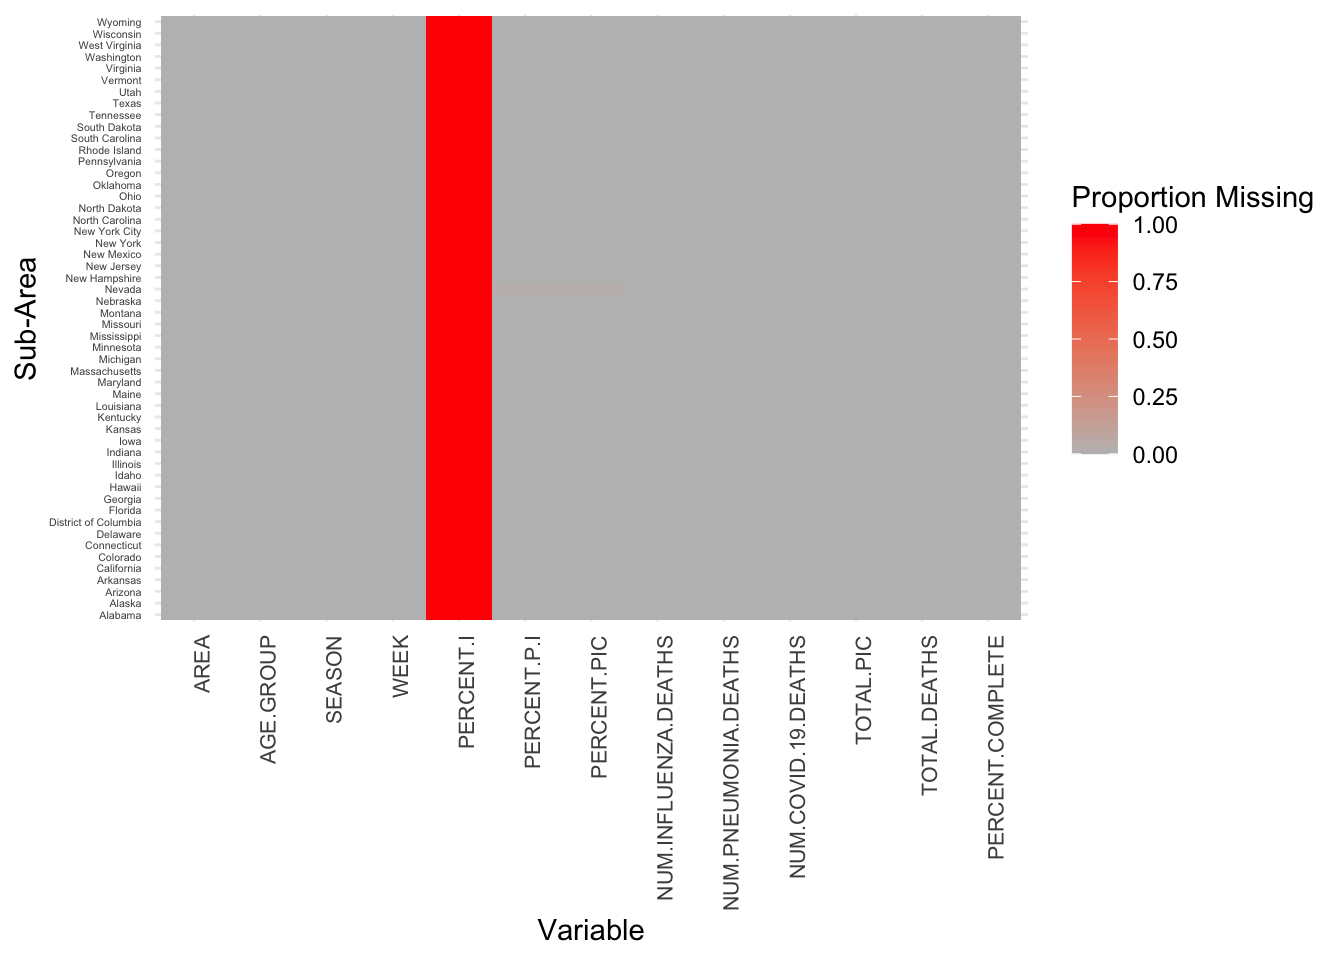 Wyoming
Wisconsin
West Virginia
Washington
Virginia
Vermont
Utah
Texas
Tennessee
South Dakota
South Carolina
Rhode Island
Pennsylvania
Oregon
Oklahoma
Ohio
North Dakota
North Carolina
New York City
New York
New Mexico
New Jersey
New Hampshire
Nevada
Nebraska
Montana
Missouri
Mississippi
Minnesota
Michigan
Massachusetts
Maryland
Maine
Louisiana
Kentucky
Kansas
Iowa
Indiana
Illinois
Idaho
Hawaii
Georgia
Florida
District of Columbia
Delaware
Connecticut
Colorado
California
Arkansas
Arizona
Alaska
Alabama
Sub-Area
AREA
AGE.GROUP
SEASON
WEEK
PERCENT.I
PERCENT.P.I
PERCENT.PIC
NUM.INFLUENZA.DEATHS
NUM.PNEUMONIA.DEATHS
NUM.COVID.19.DEATHS
TOTAL.PIC
TOTAL.DEATHS
PERCENT.COMPLETE
Variable
Proportion Missing
1.00
0.75
0.50
0.25
0.00